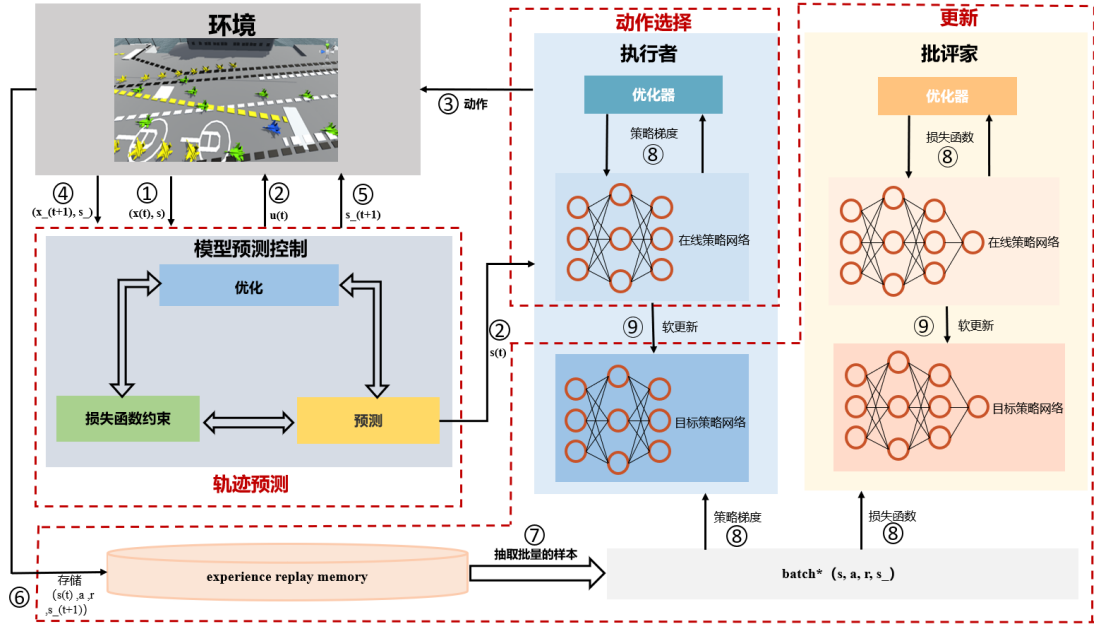 环境
动作选择
更新
执行者
批评家
优化器
优化器
③ 动作
策略梯度
⑧
损失函数
⑧
④
(x_(t+1), s_)
①
(x(t), s)
②
u(t)
⑤
s_(t+1)
在线策略网络
在线策略网络
模型预测控制
优化
②
s(t)
⑨ 软更新
⑨ 软更新
损失函数约束
预测
目标策略网络
目标策略网络
轨迹预测
策略梯度
⑧
损失函数
⑧
⑦
抽取批量的样本
experience replay memory
batch*（s, a, r, s_）
⑥
存储
（s(t) ,a ,r
,s_(t+1)）